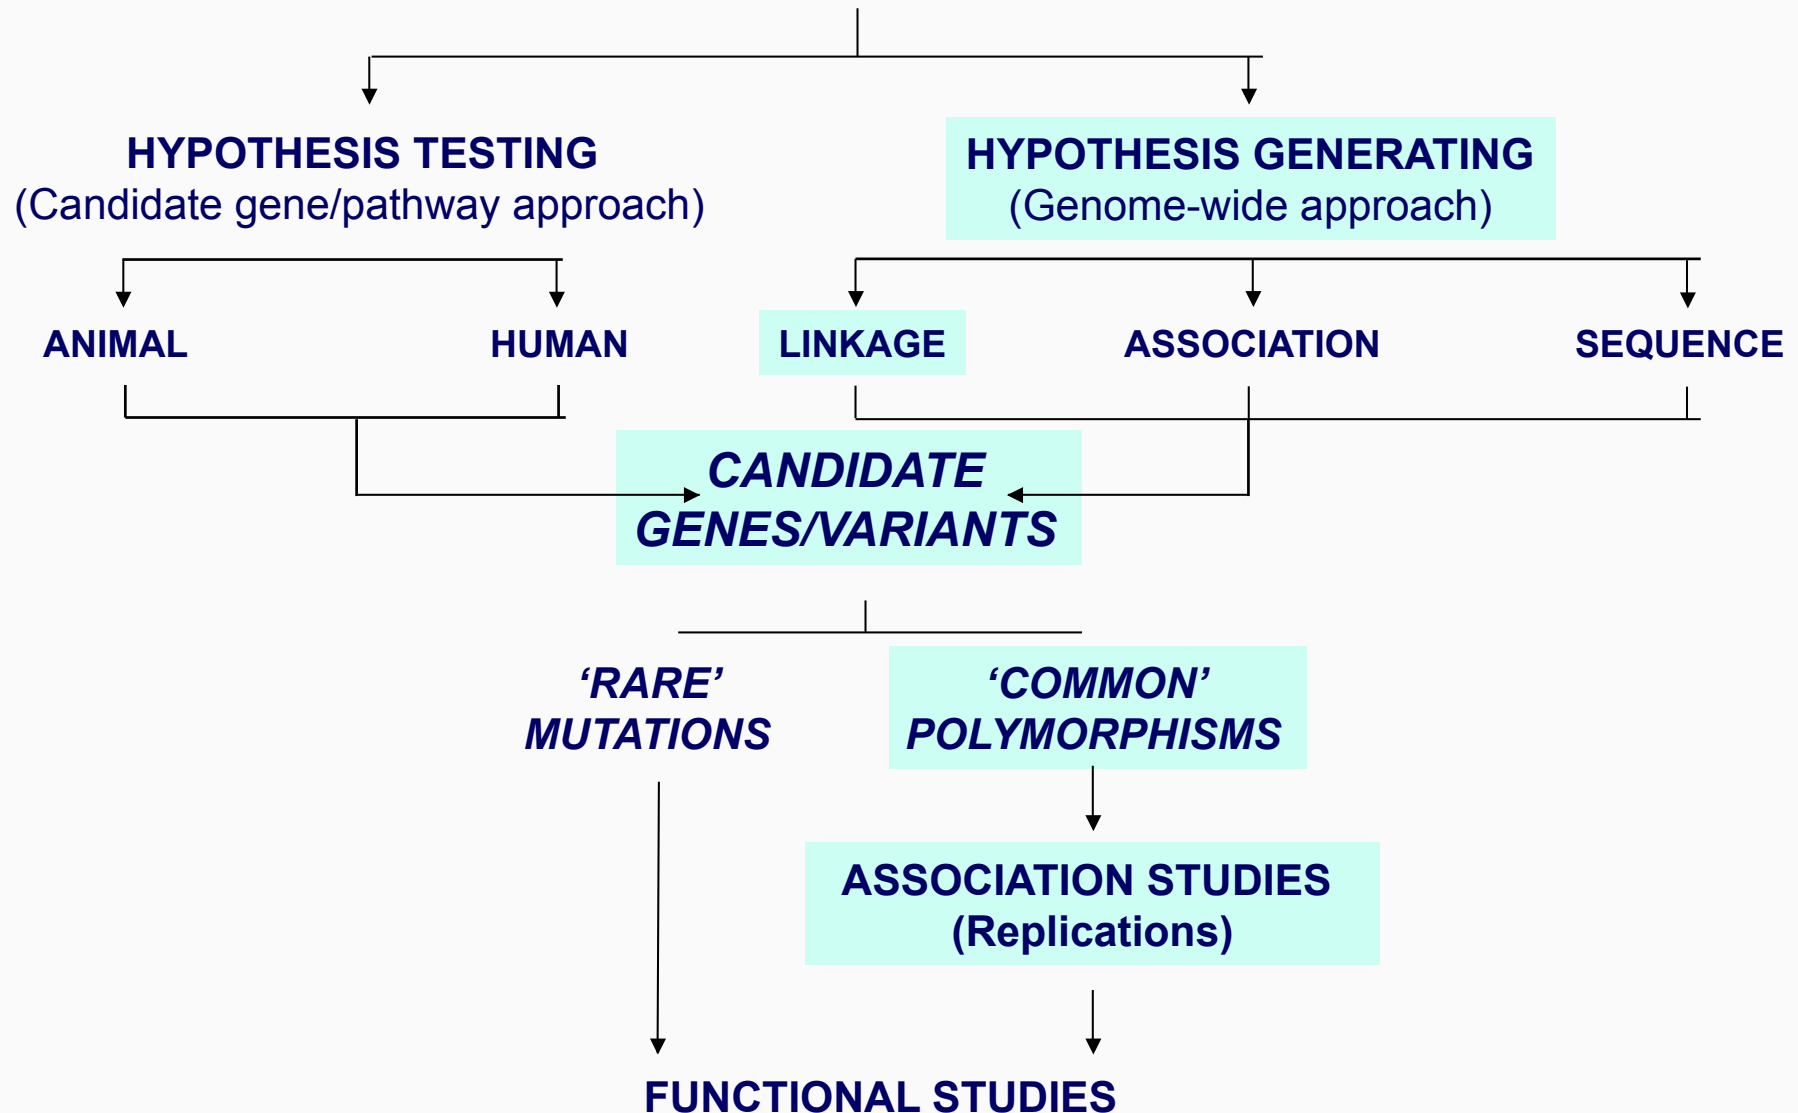 HYPOTHESIS TESTING
(Candidate gene/pathway approach)
HYPOTHESIS GENERATING
(Genome-wide approach)
ANIMAL
HUMAN
LINKAGE
ASSOCIATION
SEQUENCE
CANDIDATE
GENES/VARIANTS
‘RARE’
MUTATIONS
‘COMMON’
POLYMORPHISMS
ASSOCIATION STUDIES
(Replications)
FUNCTIONAL STUDIES